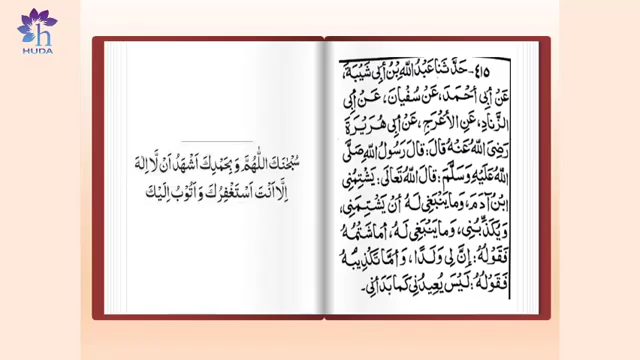 h
HUDA
٤١٥- حَدَّثَنَا عَبْدُ اللّٰهِ بْنُ أَبِي شَيْبَةَ،
عَنْ أَبِي أَحْمَدَ، عَنْ سُفْيَانَ، عَنْ أَبِي
الزِّنَادِ، عَنِ الْأَعْرَجِ، عَنْ أَبِي هُرَيْرَةَ
رَضِيَ اللّٰهُ عَنْهُ قَالَ: قَالَ رَسُولُ اللّٰهِ صَلَّى
اللّٰهُ عَلَيْهِ وَسَلَّمَ: قَالَ اللّٰهُ تَعَالَى: يَشْتِمُنِي
ابْنُ آدَمَ، وَمَا يَنْبَغِي لَهُ أَنْ يَشْتِمَنِي،
وَيُكَذِّبُنِي، وَمَا يَنْبَغِي لَهُ، أَمَا شَتْمُهُ
فَقَوْلُهُ: إِنَّ لِي وَلَدًا، وَأَمَّا تَكْذِيبُهُ
فَقَوْلُهُ: لَيْسَ يُعِيدُنِي كَمَا بَدَأَنِي.
سُبْحٰنَكَ اللّٰهُمَّ وَبِحَمْدِكَ اَشْهَدُ اَنْ لَّا اِلٰهَ
اِلَّا اَنْتَ اَسْتَغْفِرُكَ وَاَتُوْبُ اِلَيْكَ